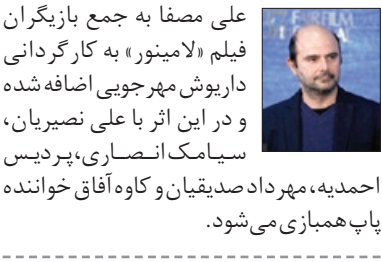 علی مصفا به جمع بازیگران
فیلم «لامینور» به کارگردانی
داریوش مهرجویی اضافه شده
و در این اثر با علی نصیریان،
سیامک انصاری،پردیس
احمدیه، مهرداد صدیقیان و کاوه آفاق خواننده
پاپ همبازی می‌شود.